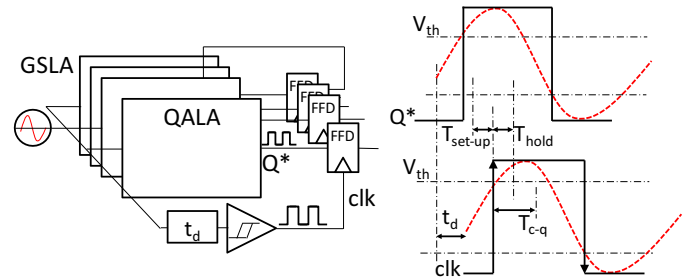 GSLA
QALA
FFD
FFD
FFD
FFD
Q*
clk
t_d
V_th
Q*
T_set-up
T_hold
V_th
t_d
T_c-q
clk